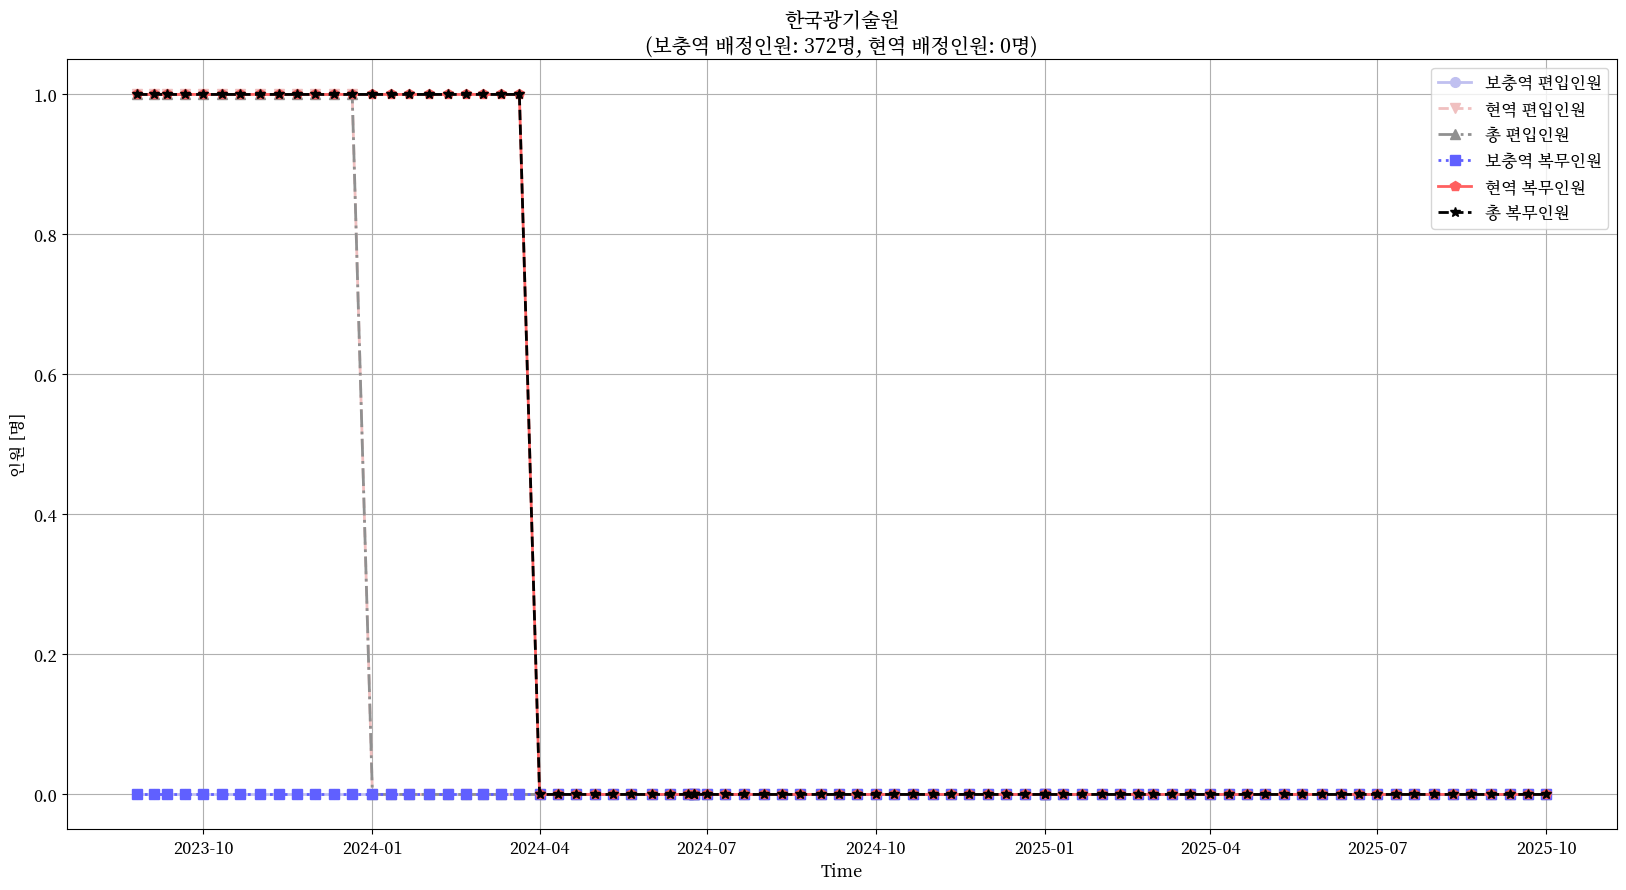 한국광기술원
(보충역 배정인원: 372명, 현역 배정인원: 0명)
보충역 편입인원
현역 편입인원
총 편입인원
보충역 복무인원
현역 복무인원
총 복무인원
인원 [명]
1.0
0.8
0.6
0.4
0.2
0.0
2023-10
2024-01
2024-04
2024-07
2024-10
2025-01
2025-04
2025-07
2025-10
Time